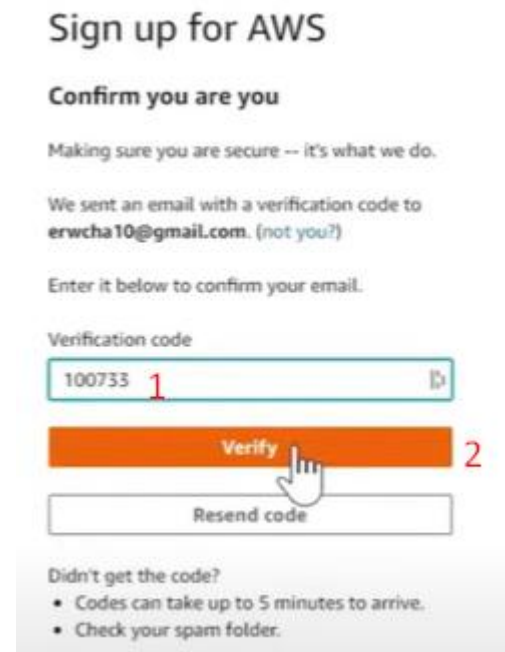 Sign up for AWS
Confirm you are you
Making sure you are secure -- it's what we do.
We sent an email with a verification code to
erwcha10@gmail.com. (not you?)
Enter it below to confirm your email.
Verification code
100733 1
Verify 2
Resend code
Didn't get the code?
• Codes can take up to 5 minutes to arrive.
• Check your spam folder.